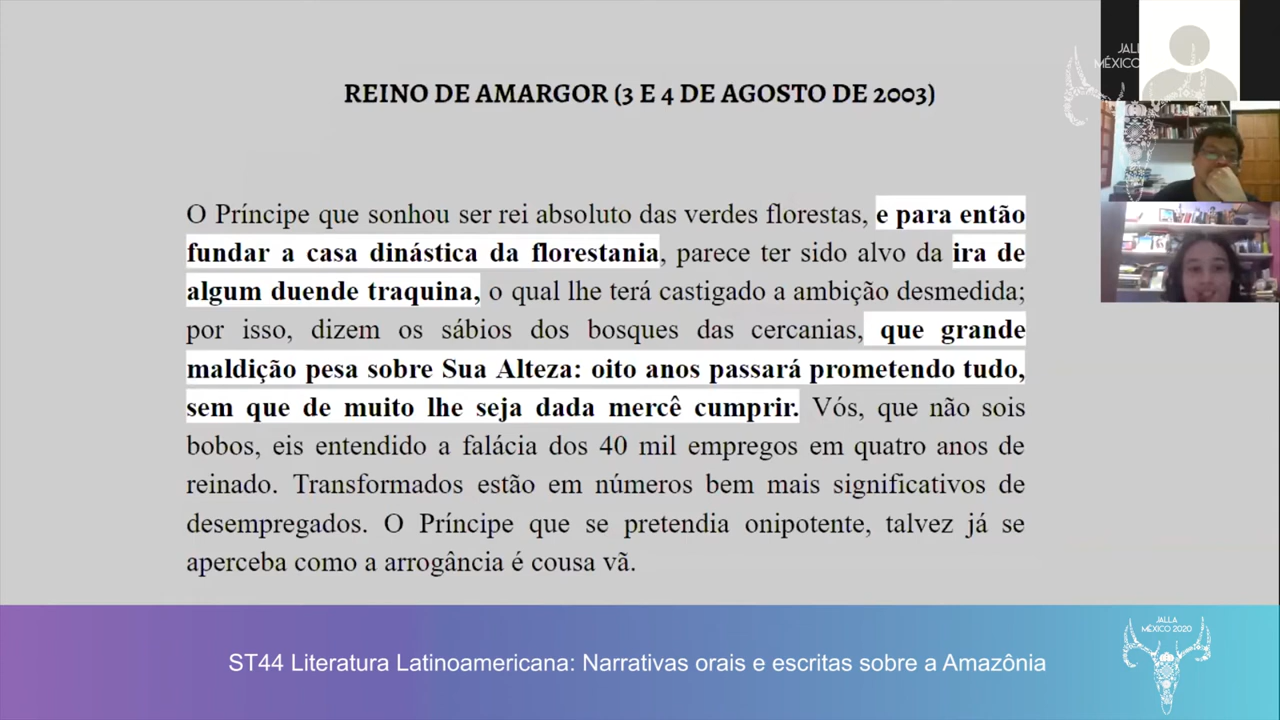 REINO DE AMARGOR (3 E 4 DE AGOSTO DE 2003)
O Príncipe que sonhou ser rei absoluto das verdes florestas, e para então
fundar a casa dinástica da florestania, parece ter sido alvo da ira de
algum duende traquina, o qual lhe terá castigado a ambição desmedida;
por isso, dizem os sábios dos bosques das cercanias, que grande
maldição pesa sobre Sua Alteza: oito anos passará prometendo tudo,
sem que de muito lhe seja dada mercê cumprir. Vós, que não sois
bobos, eis entendido a falácia dos 40 mil empregos em quatro anos de
reinado. Transformados estão em números bem mais significativos de
desempregados. O Príncipe que se pretendia onipotente, talvez já se
aperceba como a arrogância é cousa vã.
MÉXICO
ST44 Literatura Latinoamericana: Narrativas orais e escritas sobre a Amazônia
JALLA
MÉXICO 2020